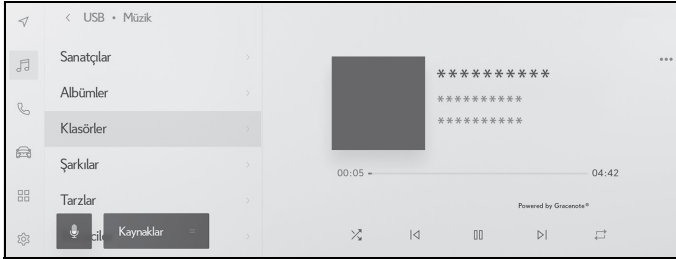 USB • Müzik
Sanatçılar
Albümler
Klasörler
Şarkılar
Tarzlar
Kaynaklar
**********
**********
**********
00:05
04:42
Powered by Gracenote®